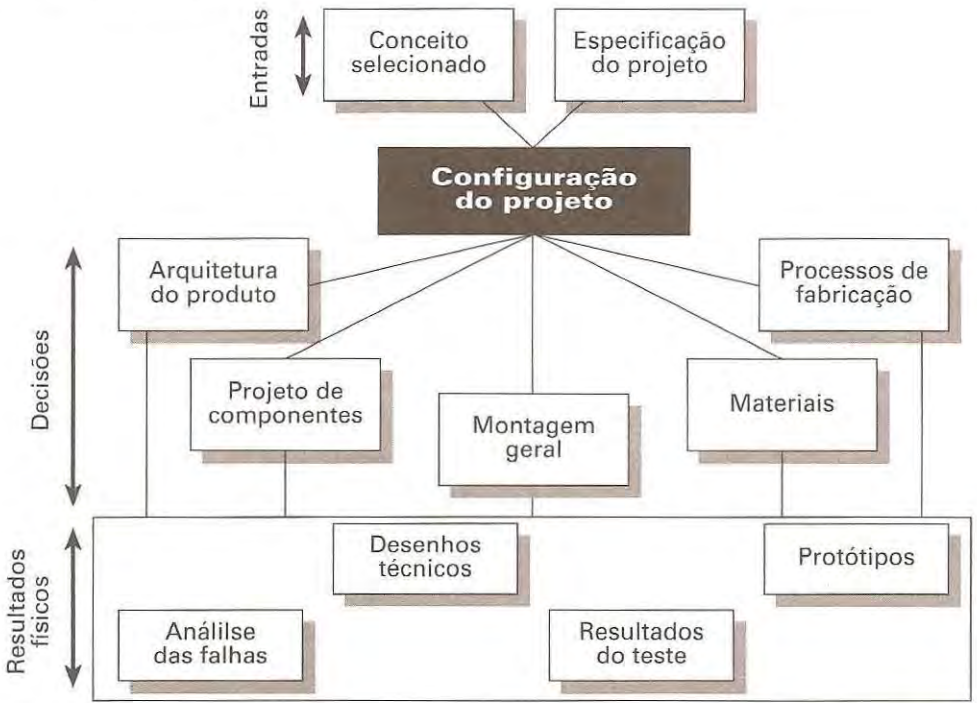 Entradas
Conceito
selecionado
Especificação
do projeto
Configuração
do projeto
Decisões
Arquitetura
do produto
Processos de
fabricação
Projeto de
componentes
Montagem
geral
Materiais
Resultados
físicos
Desenhos
técnicos
Protótipos
Análilse
das falhas
Resultados
do teste